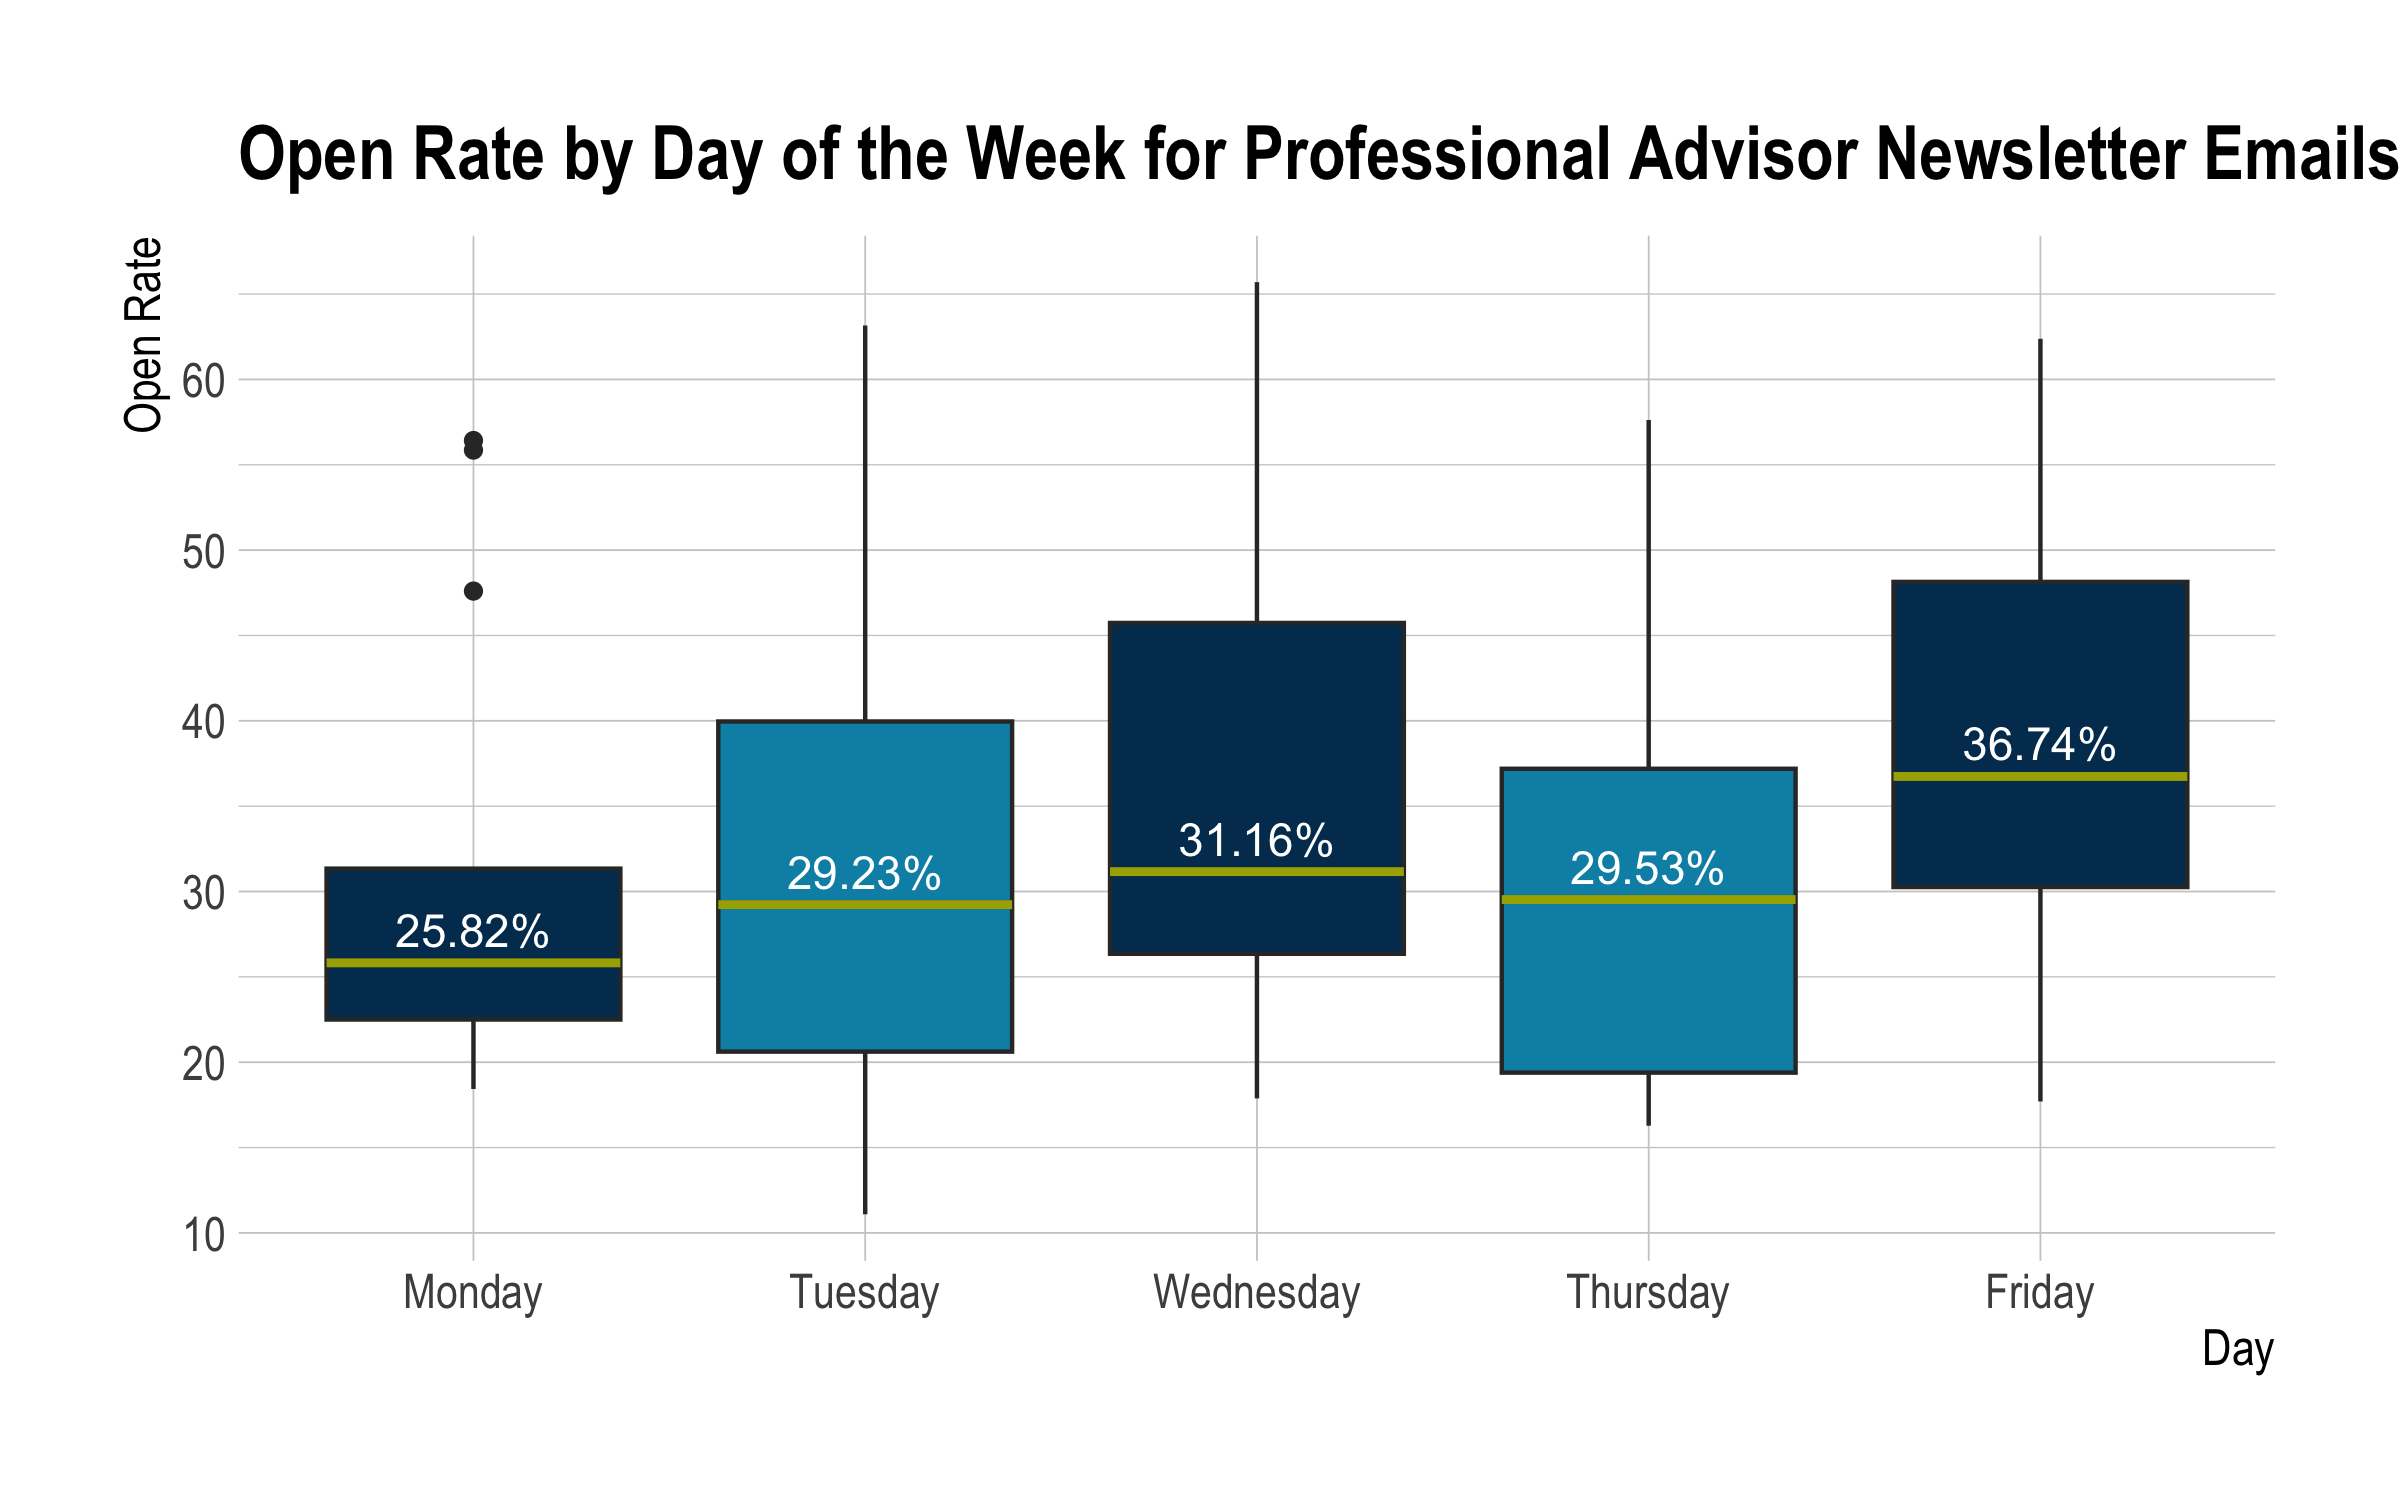 Open Rate by Day of the Week for Professional Advisor Newsletter Emails
Open Rate
60
50
40
30
20
10
25.82%
29.23%
31.16%
29.53%
36.74%
Monday
Tuesday
Wednesday
Thursday
Friday
Day